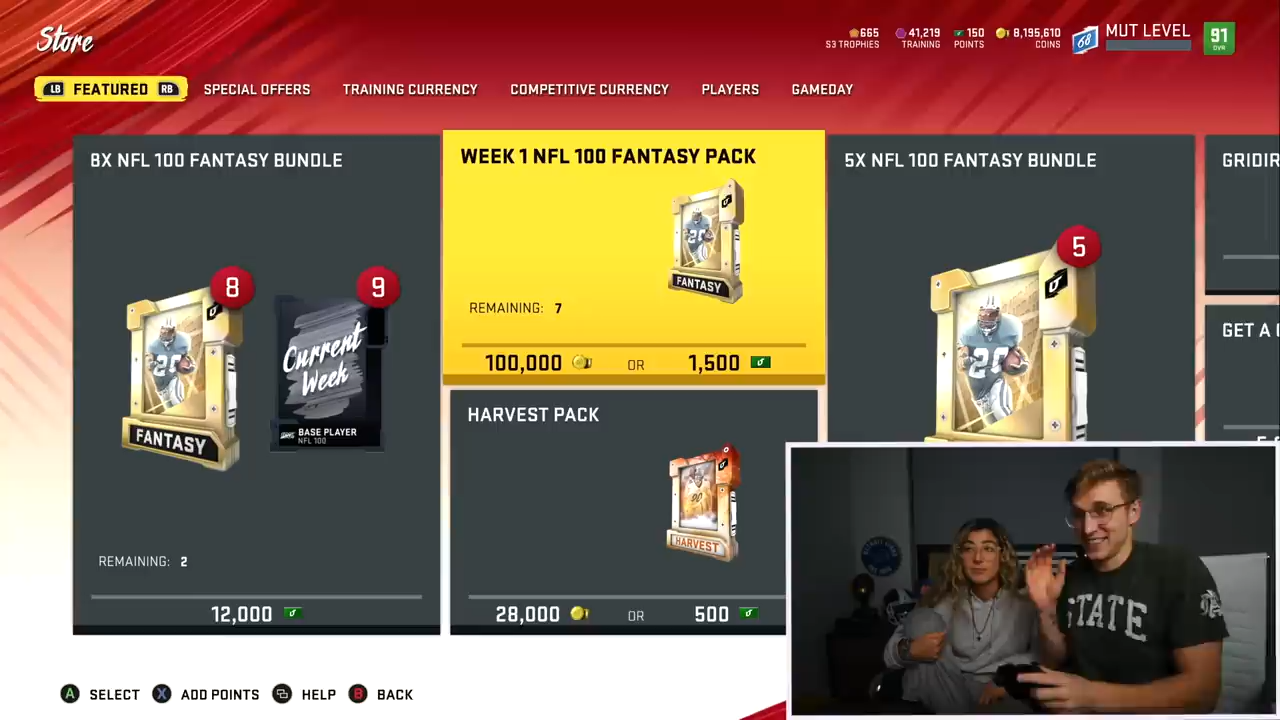 Store
665
S3 TROPHIES
41,219
TRAINING
150
POINTS
8,195,610
COINS
68
MUT LEVEL
91
OVR
LB FEATURED RB
SPECIAL OFFERS
TRAINING CURRENCY
COMPETITIVE CURRENCY
PLAYERS
GAMEDAY
8X NFL 100 FANTASY BUNDLE
8
FANTASY
9
Current
Week
BASE PLAYER
NFL 100
REMAINING: 2
12,000
WEEK 1 NFL 100 FANTASY PACK
FANTASY
REMAINING: 7
100,000 OR 1,500
HARVEST PACK
HARVEST
28,000 OR 500
5X NFL 100 FANTASY BUNDLE
5
GRIDIR
GET A
STATE
A SELECT X ADD POINTS HELP B BACK